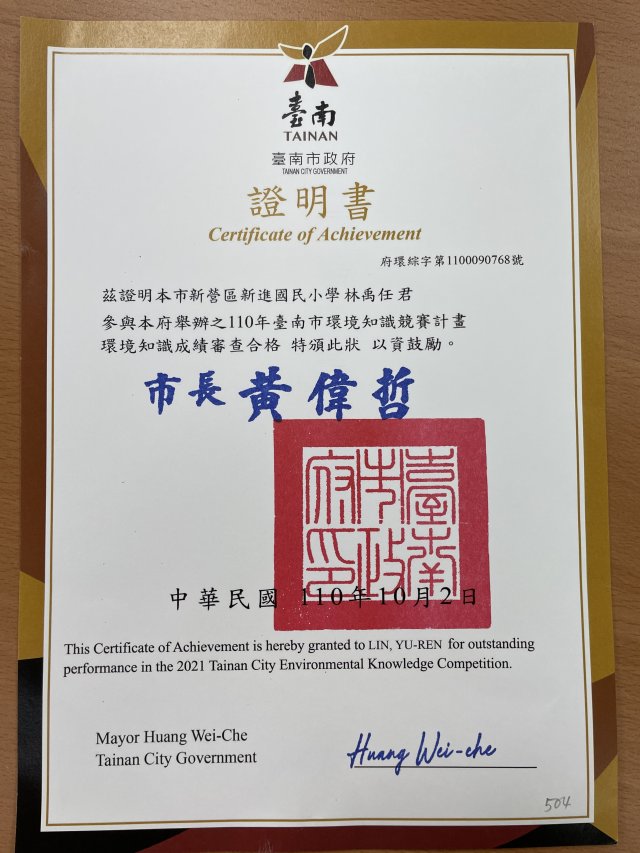 臺南
TAINAN
臺南市政府
TAINAN CITY GOVERNMENT
證明書
Certificate of Achievement
府環綜字第1100090768號
茲證明本市新營區新進國民小學林禹任君
參與本府舉辦之110年臺南市環境知識競賽計畫
環境知識成績審查合格 特頒此狀 以資鼓勵。
市長 黃偉哲
臺南市政府印
中華民國 110年10月2日
This Certificate of Achievement is hereby granted to LIN, YU-REN for outstanding
performance in the 2021 Tainan City Environmental Knowledge Competition.
Mayor Huang Wei-Che
Tainan City Government
Huang Wei-che
504